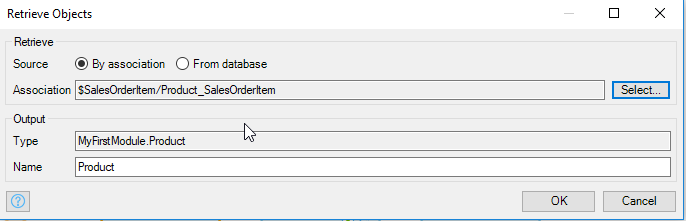 Retrieve Objects
Retrieve
Source By association From database
Association $SalesOrderItem/Product_SalesOrderItem Select...
Output
Type MyFirstModule.Product
Name Product
? OK Cancel